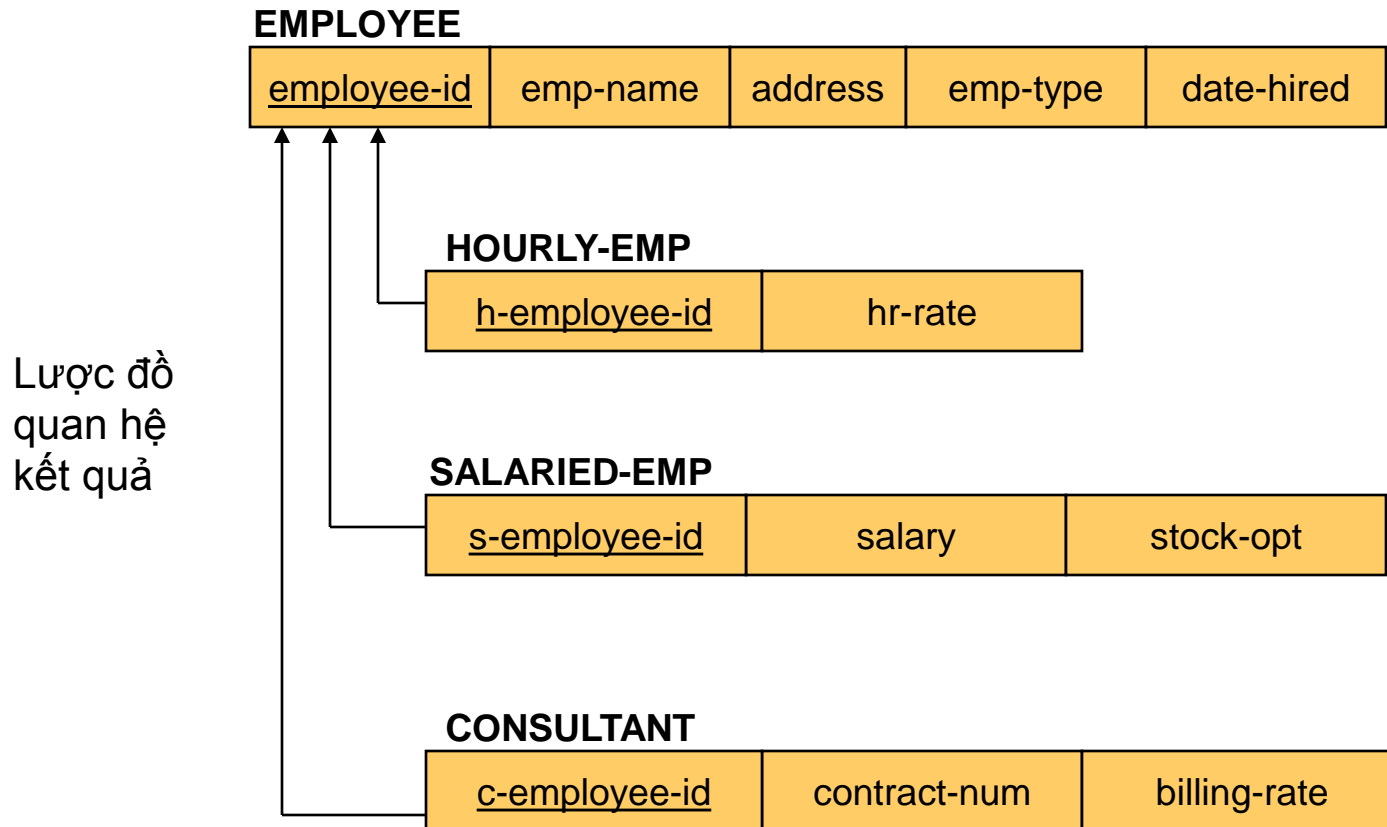 EMPLOYEE
employee-id emp-name address emp-type date-hired
HOURLY-EMP
h-employee-id hr-rate
Lược đồ
quan hệ
kết quả
SALARIED-EMP
s-employee-id salary stock-opt
CONSULTANT
c-employee-id contract-num billing-rate